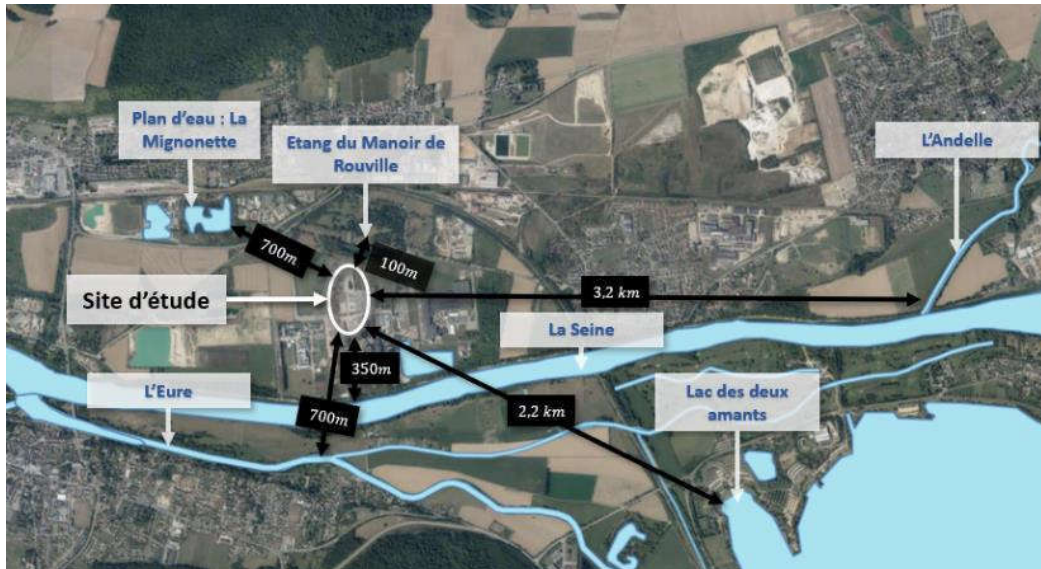 Plan d'eau : La
Mignonette
Etang du Manoir de
Rouville
L'Andelle
700m
100m
Site d'étude
3,2 km
La Seine
350m
L'Eure
700m
2,2 km
Lac des deux
amants